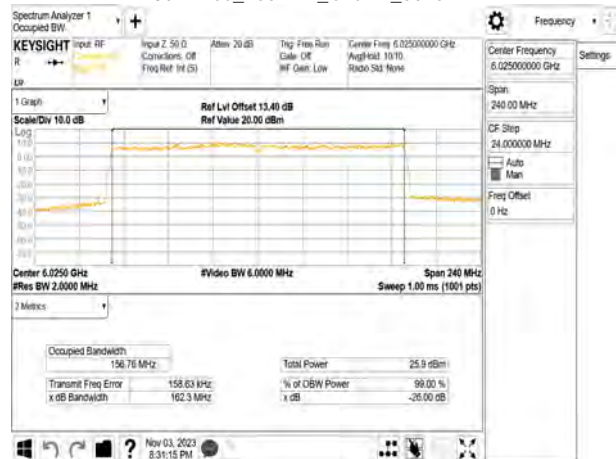 Spectrum Analyzer 1
Occupied BW
Frequency
KEYSIGHT Input: RF
Input Z: 50 Ω
Corrections: Off
Freq Ref: Int (S)
Atten: 20 dB
Trig: Free Run
Gate: Off
#IF Gain: Low
Center Freq: 6.025000000 GHz
Avg|Hold: 10/10
Radio Std: None
Center Frequency
6.025000000 GHz
Settings
Span
240.00 MHz
CF Step
24.000000 MHz
Auto
Man
Freq Offset
0 Hz
1 Graph
Scale/Div 10.0 dB
Ref Lvl Offset 13.40 dB
Ref Value 20.00 dBm
Log
Center 6.0250 GHz
#Res BW 2.0000 MHz
#Video BW 6.0000 MHz
Span 240 MHz
Sweep 1.00 ms (1001 pts)
2 Metrics
Occupied Bandwidth
156.76 MHz
Total Power 25.9 dBm
Transmit Freq Error 158.63 kHz
% of OBW Power 99.00 %
x dB Bandwidth 162.3 MHz
x dB -26.00 dB
?
Nov 03, 2023
8:31:15 PM